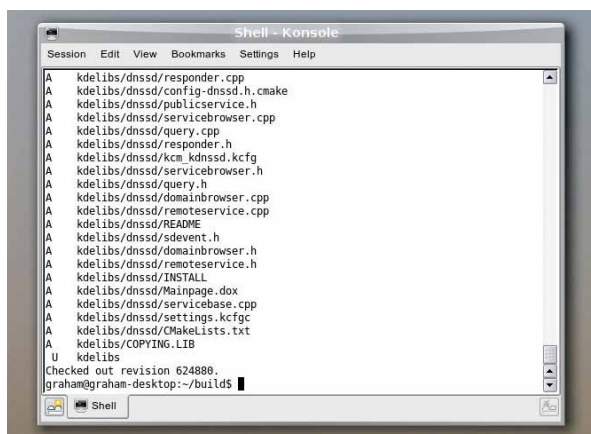 Shell - Konsole
Session Edit View Bookmarks Settings Help
A kdelibs/dnssd/responder.cpp
A kdelibs/dnssd/config-dnssd.h.cmake
A kdelibs/dnssd/publicservice.h
A kdelibs/dnssd/servicebrowser.cpp
A kdelibs/dnssd/query.cpp
A kdelibs/dnssd/responder.h
A kdelibs/dnssd/kcm_kdnssd.kcfg
A kdelibs/dnssd/servicebrowser.h
A kdelibs/dnssd/query.h
A kdelibs/dnssd/domainbrowser.cpp
A kdelibs/dnssd/remoteservice.cpp
A kdelibs/dnssd/README
A kdelibs/dnssd/sdevent.h
A kdelibs/dnssd/domainbrowser.h
A kdelibs/dnssd/remoteservice.h
A kdelibs/dnssd/INSTALL
A kdelibs/dnssd/Mainpage.dox
A kdelibs/dnssd/servicebase.cpp
A kdelibs/dnssd/settings.kcfgc
A kdelibs/dnssd/CMakeLists.txt
A kdelibs/COPYING.LIB
 U kdelibs
Checked out revision 624880.
graham@graham-desktop:~/build$
Shell